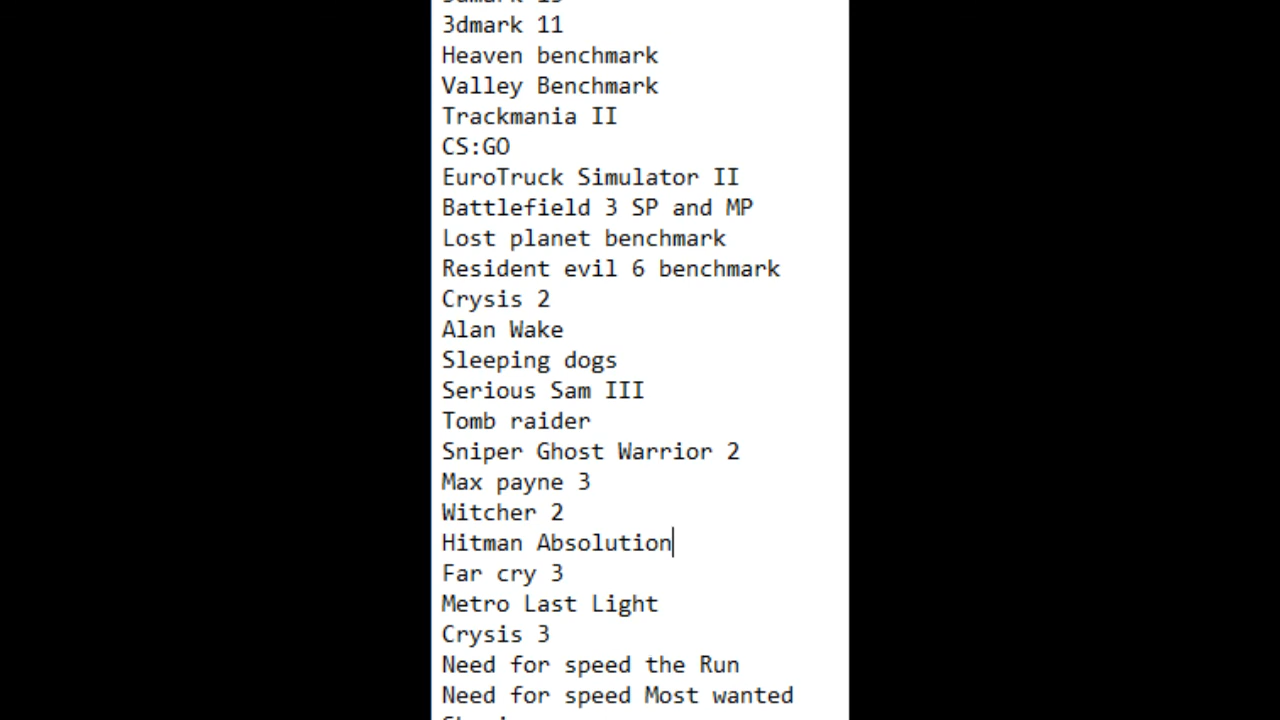 3dmark 11
Heaven benchmark
Valley Benchmark
Trackmania II
CS:GO
EuroTruck Simulator II
Battlefield 3 SP and MP
Lost planet benchmark
Resident evil 6 benchmark
Crysis 2
Alan Wake
Sleeping dogs
Serious Sam III
Tomb raider
Sniper Ghost Warrior 2
Max payne 3
Witcher 2
Hitman Absolution
Far cry 3
Metro Last Light
Crysis 3
Need for speed the Run
Need for speed Most wanted